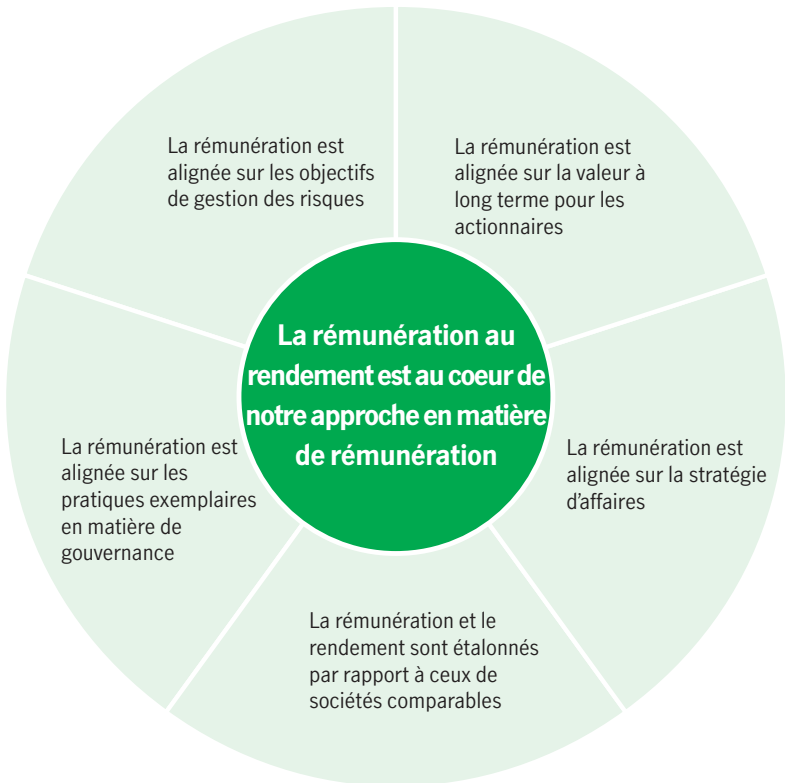 La rémunération est
alignée sur les objectifs
de gestion des risques
La rémunération est
alignée sur la valeur à
long terme pour les
actionnaires
La rémunération au
rendement est au coeur de
notre approche en matière
de rémunération
La rémunération est
alignée sur les
pratiques exemplaires
en matière de
gouvernance
La rémunération est
alignée sur la stratégie
d'affaires
La rémunération et le
rendement sont étalonnés
par rapport à ceux de
sociétés comparables